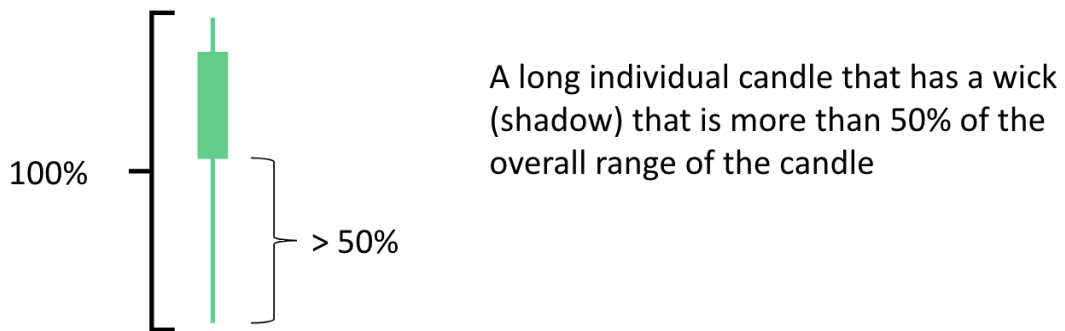 A long individual candle that has a wick
(shadow) that is more than 50% of the
overall range of the candle
100%
> 50%